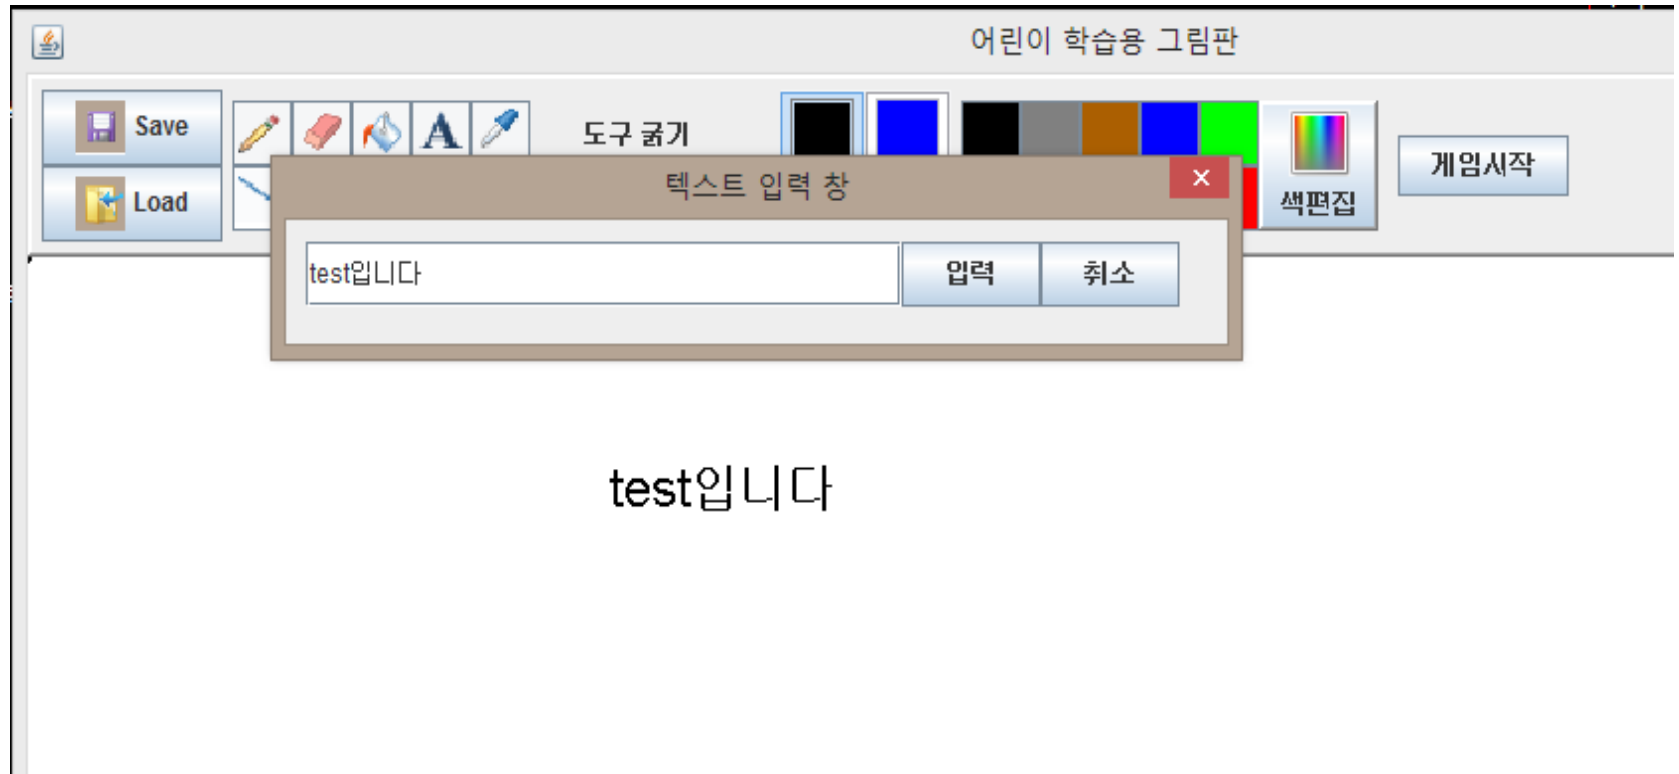 어린이 학습용 그림판
Save
A
도구 굵기
Load
색편집
게임시작
텍스트 입력 창
test입니다
입력
취소
test입니다